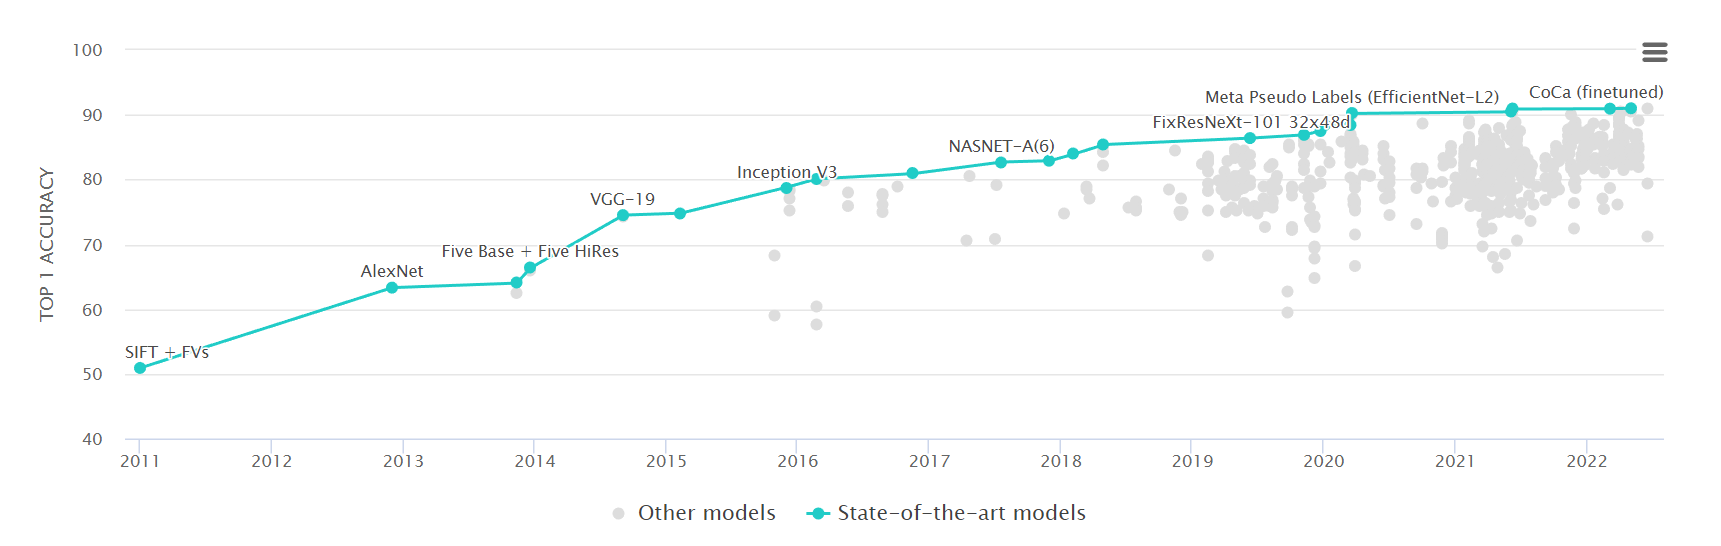 100
90
80
70
60
50
40
TOP 1 ACCURACY
SIFT + FVs
AlexNet
Five Base + Five HiRes
VGG-19
Inception V3
NASNET-A(6)
FixResNeXt-101 32x48d
Meta Pseudo Labels (EfficientNet-L2)
CoCa (finetuned)
2011 2012 2013 2014 2015 2016 2017 2018 2019 2020 2021 2022
Other models State-of-the-art models